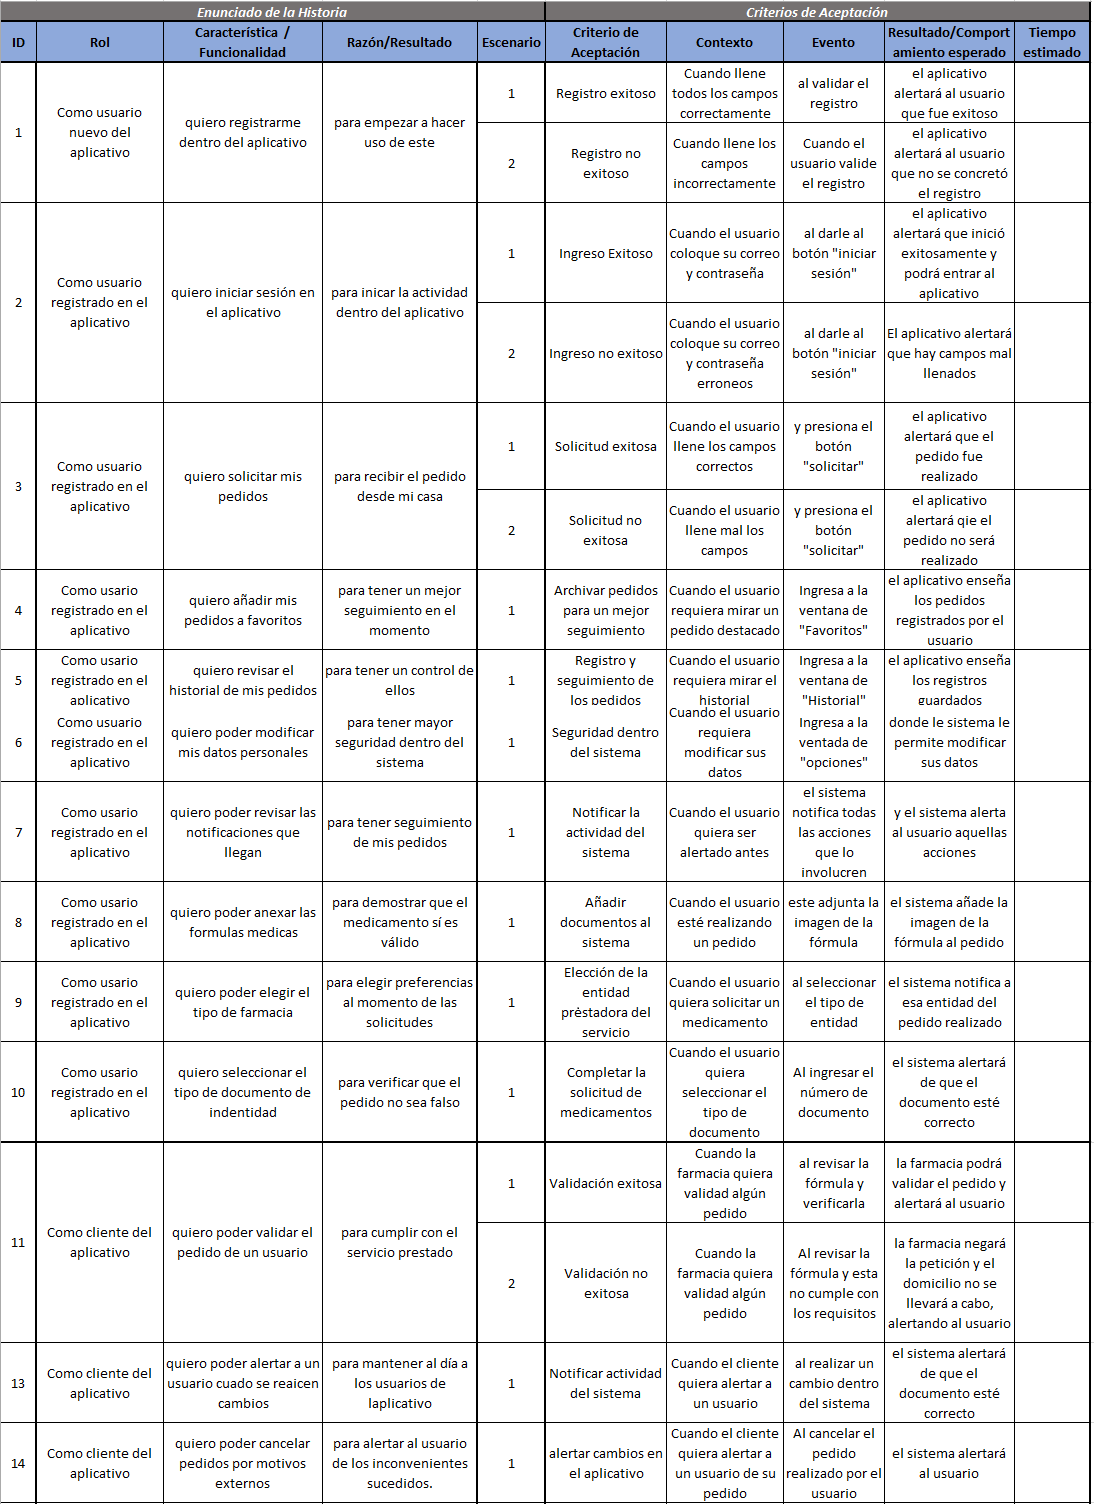 Enunciado de la Historia
Criterios de Aceptación
ID
Rol
Característica /
Funcionalidad
Razón/Resultado
Escenario
Criterio de
Aceptación
Contexto
Evento
Resultado/Comport
amiento esperado
Tiempo
estimado
1
Como usuario
nuevo del
aplicativo
quiero registrarme
dentro del aplicativo
para empezar a hacer
uso de este
1
Registro exitoso
Cuando llene
todos los campos
correctamente
al validar el
registro
el aplicativo
alertará al usuario
que fue exitoso
2
Registro no
exitoso
Cuando llene los
campos
incorrectamente
Cuando el
usuario valide
el registro
el aplicativo
alertará al usuario
que no se concretó
el registro
2
Como usuario
registrado en el
aplicativo
quiero iniciar sesión en
el aplicativo
para inicar la actividad
dentro del aplicativo
1
Ingreso Exitoso
Cuando el usuario
coloque su correo
y contraseña
al darle al
botón "iniciar
sesión"
el aplicativo
alertará que inició
exitosamente y
podrá entrar al
aplicativo
2
Ingreso no exitoso
Cuando el usuario
coloque su correo
y contraseña
erroneos
al darle al
botón "iniciar
sesión"
El aplicativo alertará
que hay campos mal
llenados
3
Como usuario
registrado en el
aplicativo
quiero solicitar mis
pedidos
para recibir el pedido
desde mi casa
1
Solicitud exitosa
Cuando el usuario
llene los campos
correctos
y presiona el
botón
"solicitar"
el aplicativo
alertará que el
pedido fue
realizado
2
Solicitud no
exitosa
Cuando el usuario
llene mal los
campos
y presiona el
botón
"solicitar"
el aplicativo
alertará qie el
pedido no será
realizado
4
Como usario
registrado en el
aplicativo
quiero añadir mis
pedidos a favoritos
para tener un mejor
seguimiento en el
momento
1
Archivar pedidos
para un mejor
seguimiento
Cuando el usuario
requiera mirar un
pedido destacado
Ingresa a la
ventana de
"Favoritos"
el aplicativo enseña
los pedidos
registrados por el
usuario
5
Como usario
registrado en el
aplicativo
quiero revisar el
historial de mis pedidos
para tener un control de
ellos
1
Registro y
seguimiento de
los pedidos
Cuando el usuario
requiera mirar el
historial
Ingresa a la
ventana de
"Historial"
el aplicativo enseña
los registros
guardados
6
Como usuario
registrado en el
aplicativo
quiero poder modificar
mis datos personales
para tener mayor
seguridad dentro del
sistema
1
Seguridad dentro
del sistema
Cuando el usuario
requiera
modificar sus
datos
Ingresa a la
ventada de
"opciones"
donde le sistema le
permite modificar
sus datos
7
Como usario
registrado en el
aplicativo
quiero poder revisar las
notificaciones que
llegan
para tener seguimiento
de mis pedidos
1
Notificar la
actividad del
sistema
Cuando el usuario
quiera ser
alertado antes
el sistema
notifica todas
las acciones
que lo
involucren
y el sistema alerta
al usuario aquellas
acciones
8
Como usario
registrado en el
aplicativo
quiero poder anexar las
formulas medicas
para demostrar que el
medicamento sí es
válido
1
Añadir
documentos al
sistema
Cuando el usuario
esté realizando
un pedido
este adjunta la
imagen de la
fórmula
el sistema añade la
imagen de la
fórmula al pedido
9
Como usario
registrado en el
aplicativo
quiero poder elegir el
tipo de farmacia
para elegir preferencias
al momento de las
solicitudes
1
Elección de la
entidad
prèstadora del
servicio
Cuando el usuario
quiera solicitar un
medicamento
al seleccionar
el tipo de
entidad
el sistema notifica a
esa entidad del
pedido realizado
10
Como usario
registrado en el
aplicativo
quiero seleccionar el
tipo de documento de
indentidad
para verificar que el
pedido no sea falso
1
Completar la
solicitud de
medicamentos
Cuando el usuario
quiera
seleccionar el
tipo de
documento
Al ingresar el
número de
documento
el sistema alertará
de que el
documento esté
correcto
11
Como cliente del
aplicativo
quiero poder validar el
pedido de un usuario
para cumplir con el
servicio prestado
1
Validación exitosa
Cuando la
farmacia quiera
validad algún
pedido
al revisar la
fórmula y
verificarla
la farmacia podrá
validar el pedido y
alertará al usuario
2
Validación no
exitosa
Cuando la
farmacia quiera
validad algún
pedido
Al revisar la
fórmula y esta
no cumple con
los requisitos
la farmacia negará
la petición y el
domicilio no se
llevará a cabo,
alertando al usuario
13
Como cliente del
aplicativo
quiero poder alertar a un
usuario cuado se reaicen
cambios
para mantener al día a
los usuarios de
laplicativo
1
Notificar actividad
del sistema
Cuando el cliente
quiera alertar a
un usuario
al realizar un
cambio dentro
del sistema
el sistema alertará
de que el
documento esté
correcto
14
Como cliente del
aplicativo
quiero poder cancelar
pedidos por motivos
externos
para alertar al usuario
de los inconvenientes
sucedidos.
1
alertar cambios en
el aplicativo
Cuando el cliente
quiera alertar a
un usuario de su
pedido
Al cancelar el
pedido
realizado por el
usuario
el sistema alertará
al usuario